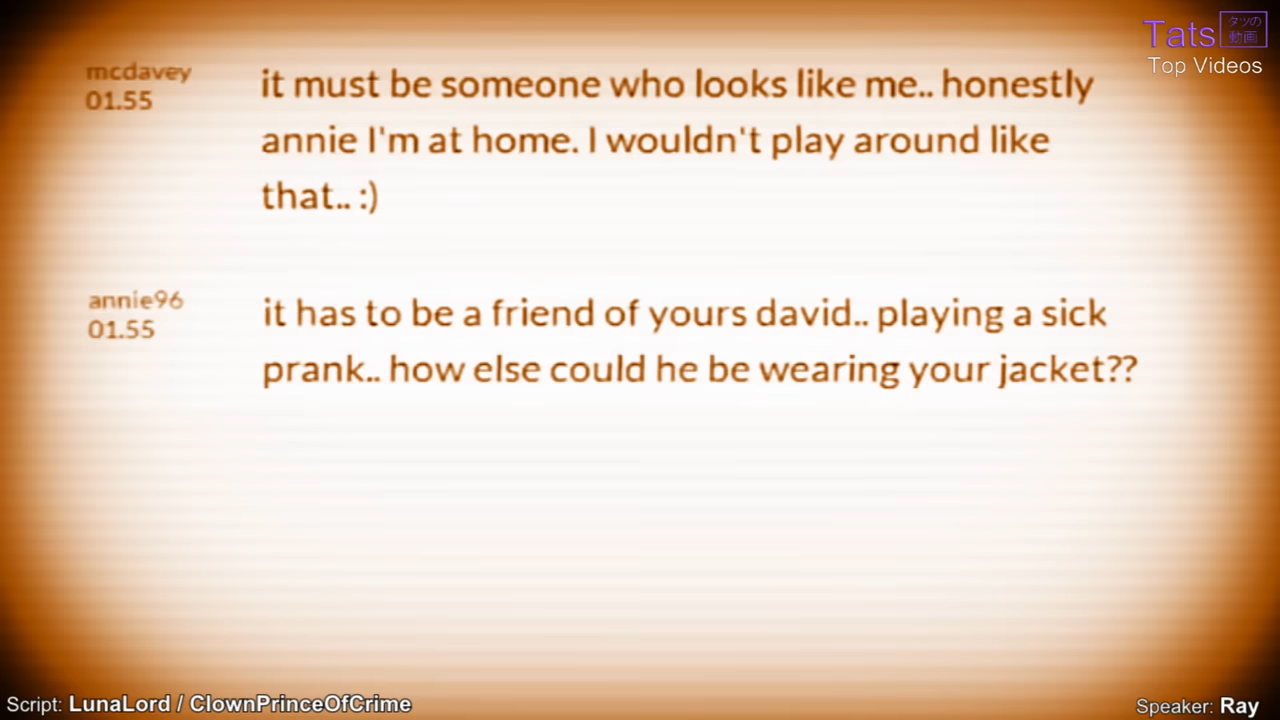 Tats タツの動画
Top Videos
mcdavey
01.55
it must be someone who looks like me.. honestly
annie I'm at home. I wouldn't play around like
that.. :)
annie96
01.55
it has to be a friend of yours david.. playing a sick
prank.. how else could he be wearing your jacket??
Script: LunaLord / ClownPrinceOfCrime
Speaker: Ray